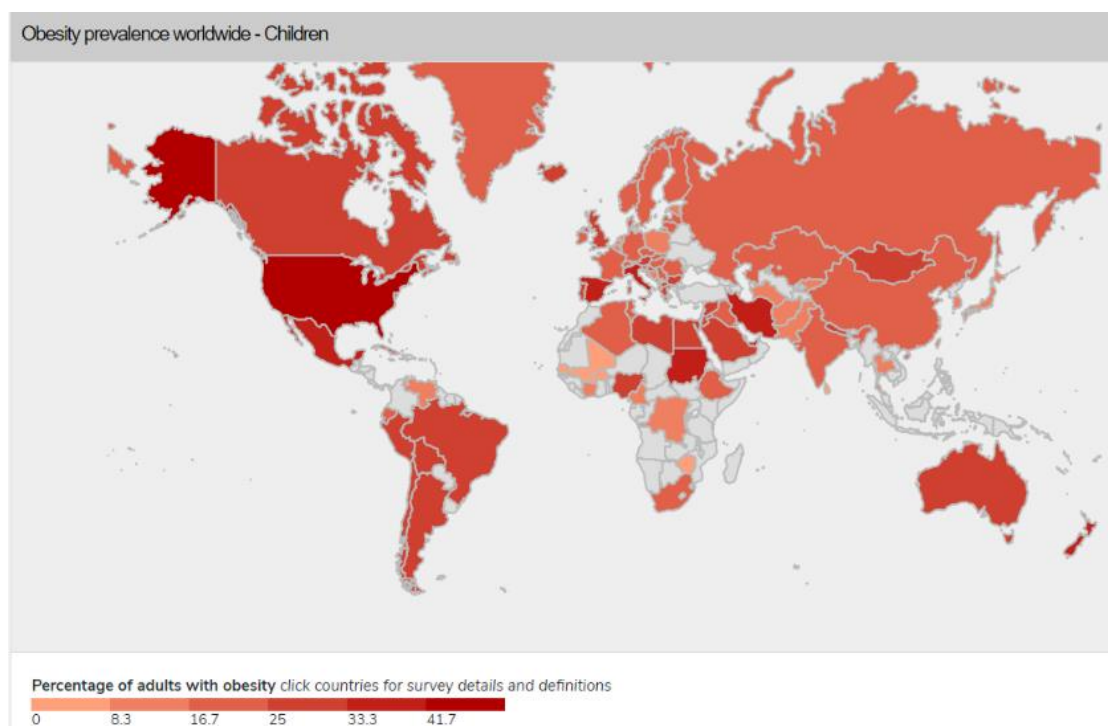 Obesity prevalence worldwide - Children
Percentage of adults with obesity click countries for survey details and definitions
0 8.3 16.7 25 33.3 41.7